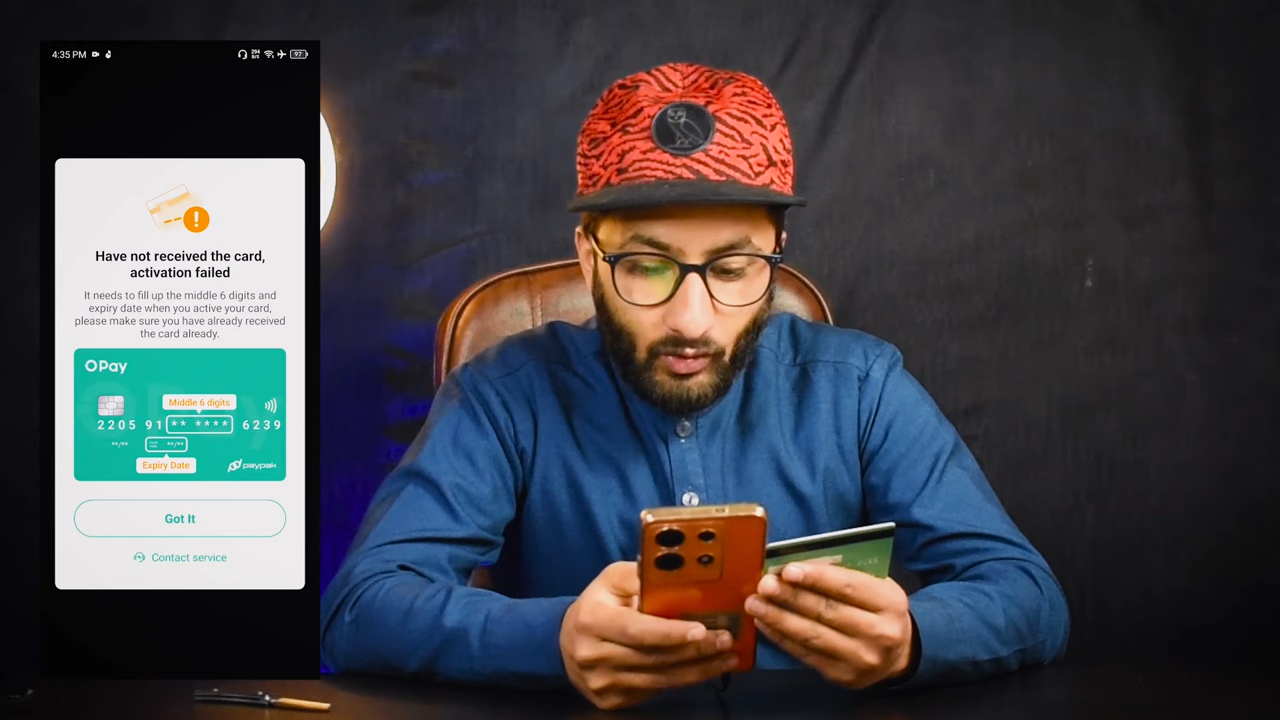 4:35 PM
294
B/S
97
Have not received the card,
activation failed
It needs to fill up the middle 6 digits and
expiry date when you active your card,
please make sure you have already received
the card already.
OPay
Middle 6 digits
2205 91** **** 6239
**/** **/**
Expiry Date
paypak
Got It
Contact service